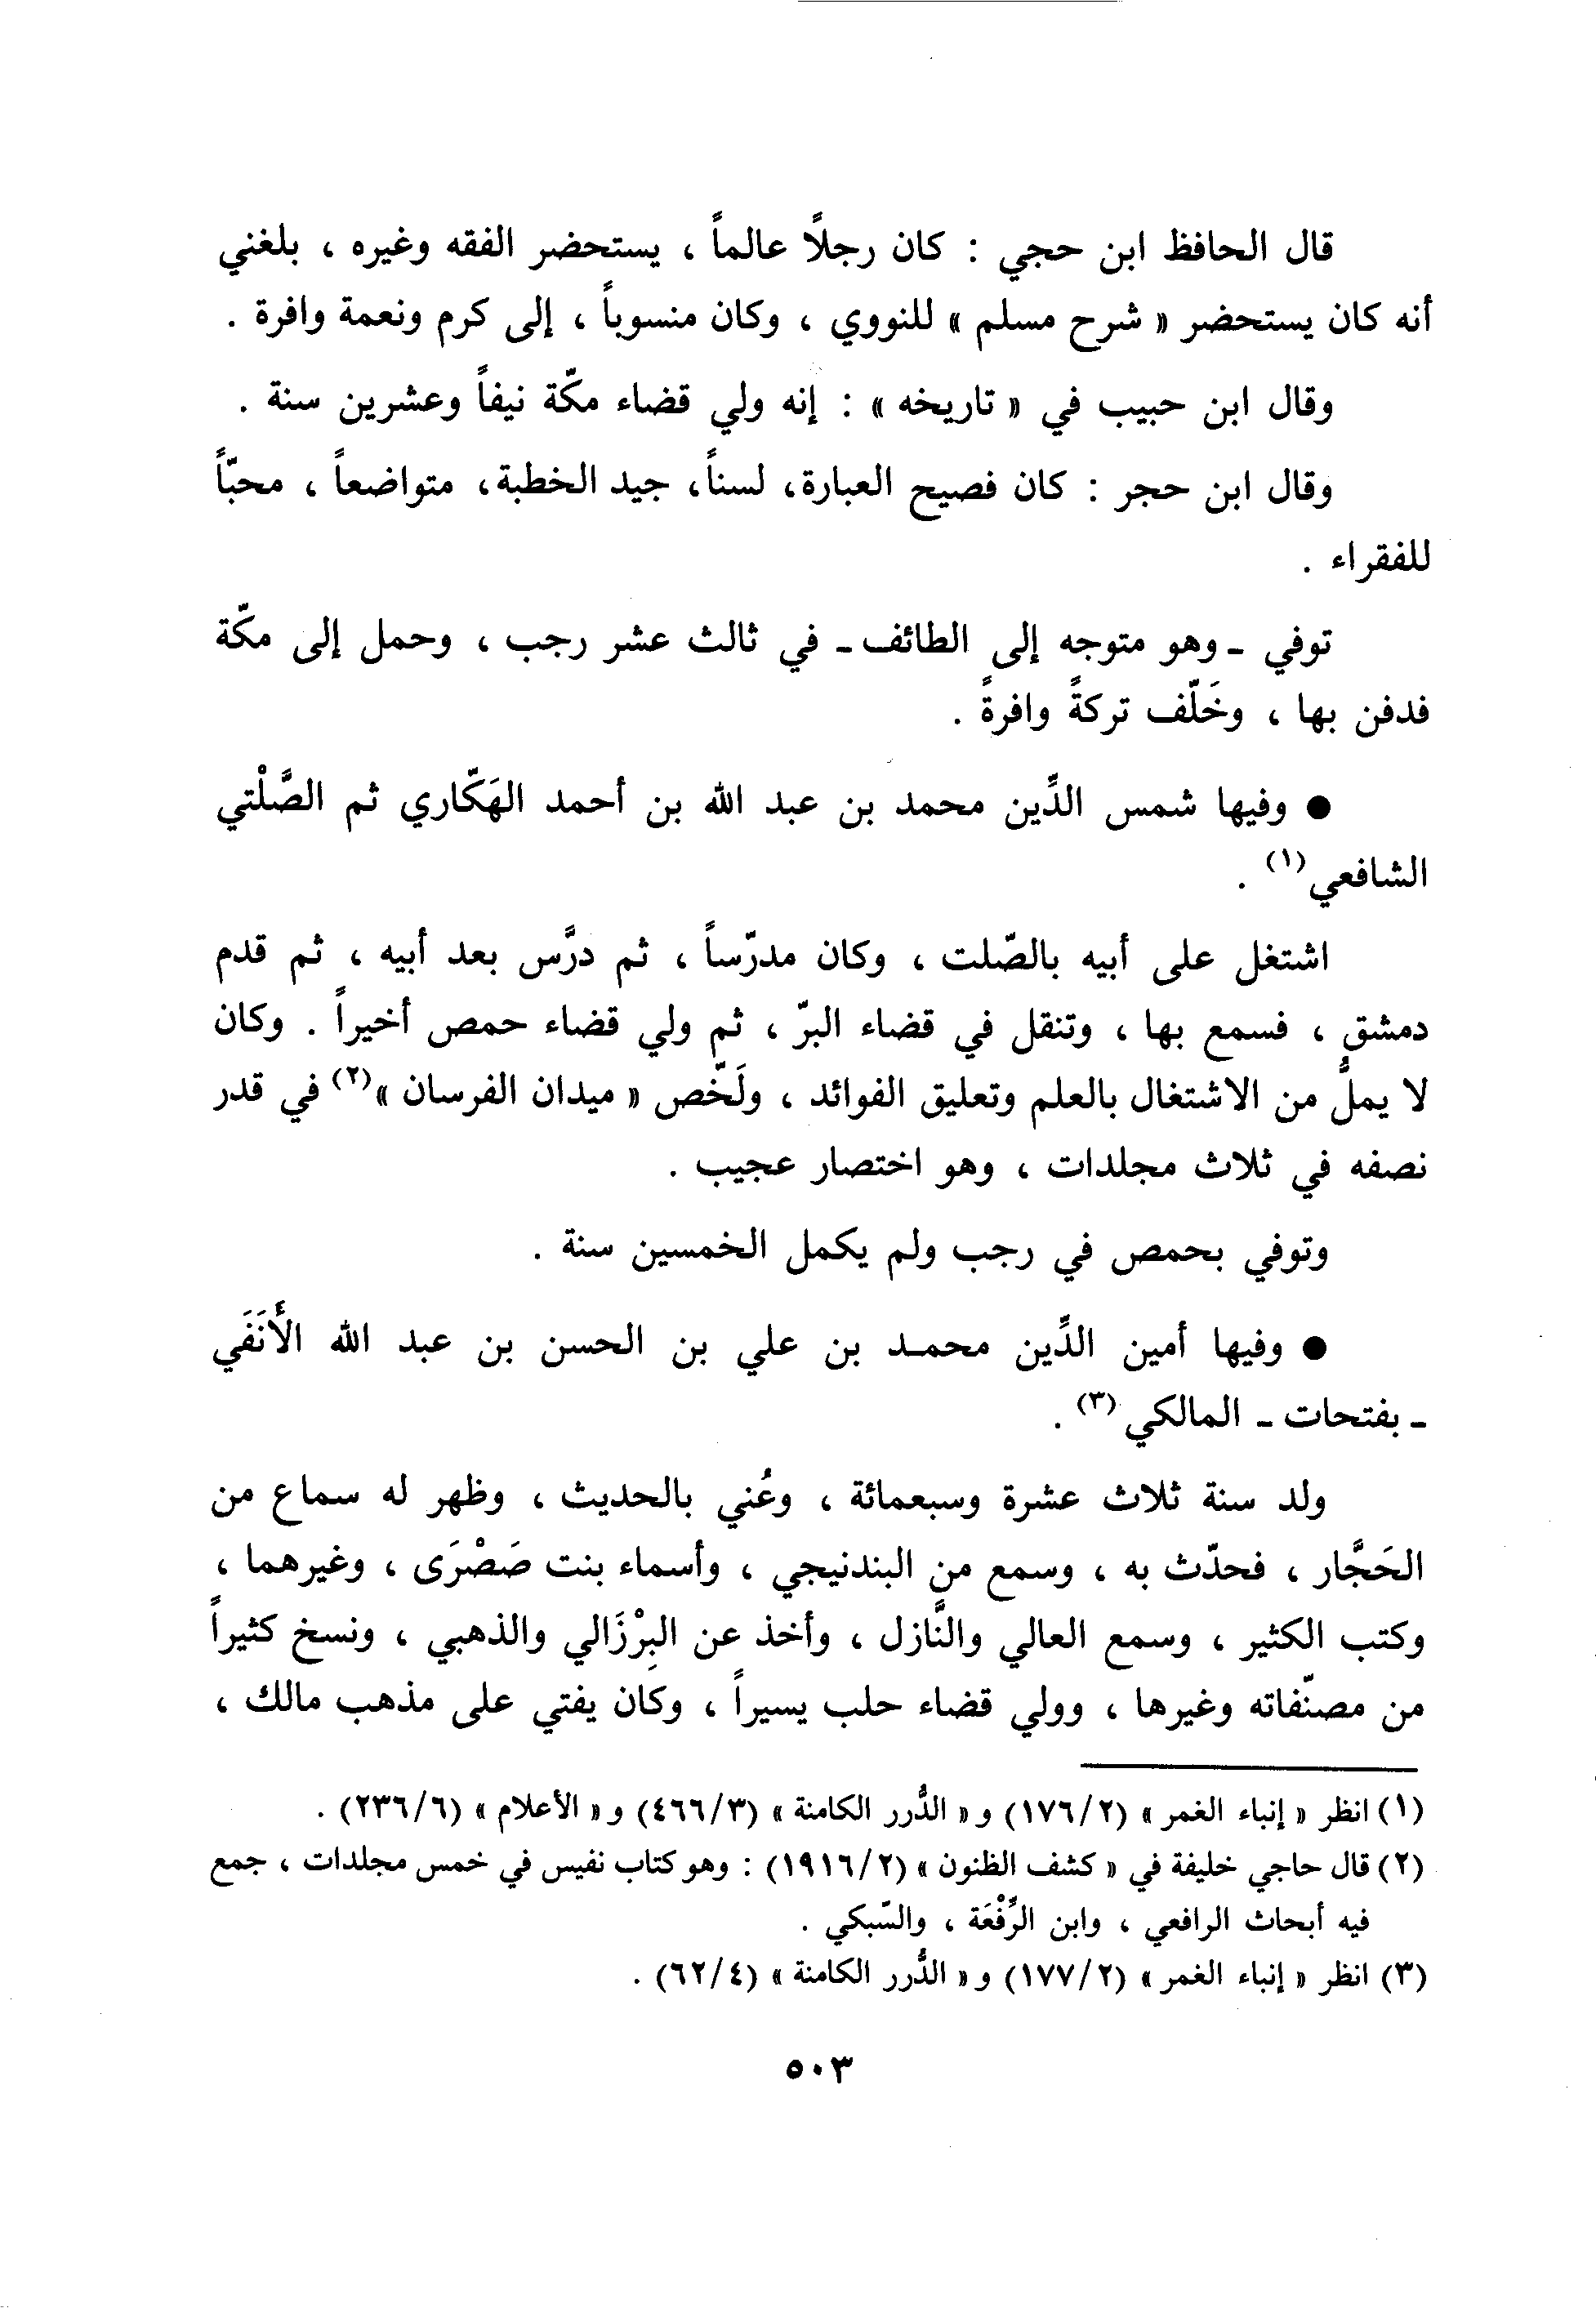 قال الحافظ ابن حجي : كان رجلاً عالماً ، يستحضر الفقه وغيره ، بلغني
أنه كان يستحضر « شرح مسلم » للنووي ، وكان منسوباً ، إلى كرم ونعمة وافرة .
وقال ابن حبيب في « تاريخه » : إنه ولي قضاء مكّة نيفاً وعشرين سنة .
وقال ابن حجر : كان فصيح العبارة، لسناً، جيد الخطبة، متواضعاً ، محبّاً
للفقراء .
توفي ـ وهو متوجه إلى الطائف ـ في ثالث عشر رجب ، وحمل إلى مكّة
فدفن بها ، وخَلّف تركةً وافرةً .
● وفيها شمس الدِّين محمد بن عبد الله بن أحمد الهَكّاري ثم الصَّلْتي
الشافعي(١) .
اشتغل على أبيه بالصّلت ، وكان مدرّساً ، ثم درَّس بعد أبيه ، ثم قدم
دمشق ، فسمع بها ، وتنقل في قضاء البرّ ، ثم ولي قضاء حمص أخيراً . وكان
لا يملُّ من الاشتغال بالعلم وتعليق الفوائد ، ولَخّص « ميدان الفرسان »(٢) في قدر
نصفه في ثلاث مجلدات ، وهو اختصار عجيب .
وتوفي بحمص في رجب ولم يكمل الخمسين سنة .
● وفيها أمين الدِّين محمـد بن علي بن الحسن بن عبد الله الأَنَفَي
ـ بفتحات ـ المالكي(٣) .
ولد سنة ثلاث عشرة وسبعمائة ، وعُني بالحديث ، وظهر له سماع من
الحَجَّار ، فحدّث به ، وسمع من البندنيجي ، وأسماء بنت صَصْرَى ، وغيرهما ،
وكتب الكثير ، وسمع العالي والنَّازل ، وأخذ عن البِرْزَالي والذهبي ، ونسخ كثيراً
من مصنّفاته وغيرها ، وولي قضاء حلب يسيراً ، وكان يفتي على مذهب مالك ،
(١) انظر « إنباء الغمر » (١٧٦/٢) و « الدُّرر الكامنة » (٤٦٦/٣) و « الأعلام » (٢٣٦/٦) .
(٢) قال حاجي خليفة في « كشف الظنون » (١٩١٦/٢) : وهو كتاب نفيس في خمس مجلدات ، جمع
فيه أبحاث الرافعي ، وابن الرِّفْعَة ، والسّبكي .
(٣) انظر « إنباء الغمر » (١٧٧/٢) و « الدُّرر الكامنة » (٦٢/٤) .
٥٠٣